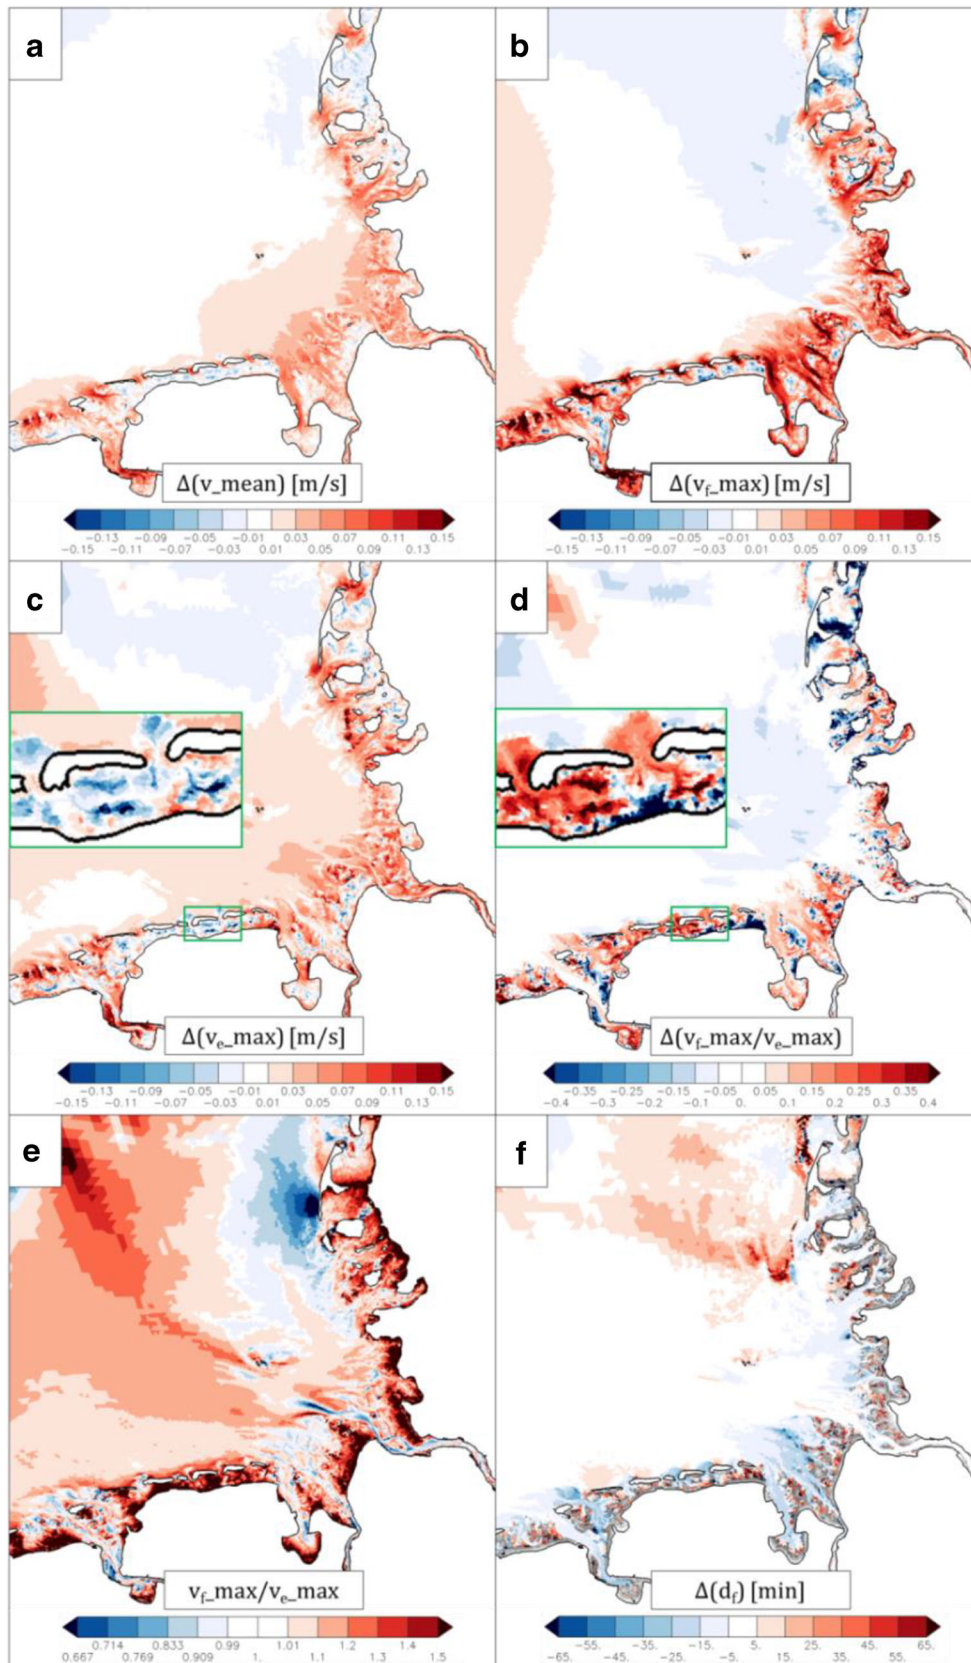 a
b
Δ(v_mean) [m/s]
Δ(v_f_max) [m/s]
−0.13 −0.09 −0.05 −0.01 0.03 0.07 0.11 0.15
−0.15 −0.11 −0.07 −0.03 0.01 0.05 0.09 0.13
−0.13 −0.09 −0.05 −0.01 0.03 0.07 0.11 0.15
−0.15 −0.11 −0.07 −0.03 0.01 0.05 0.09 0.13
c
d
Δ(v_e_max) [m/s]
Δ(v_f_max/v_e_max)
−0.13 −0.09 −0.05 −0.01 0.03 0.07 0.11 0.15
−0.15 −0.11 −0.07 −0.03 0.01 0.05 0.09 0.13
−0.35 −0.25 −0.15 −0.05 0.05 0.15 0.25 0.35
−0.4 −0.3 −0.2 −0.1 0. 0.1 0.2 0.3 0.4
e
f
v_f_max/v_e_max
Δ(d_f) [min]
0.714 0.833 0.99 1.01 1.2 1.4
0.667 0.769 0.909 1. 1.1 1.3 1.5
−55. −35. −15. 5. 25. 45. 65.
−65. −45. −25. −5. 15. 35. 55.